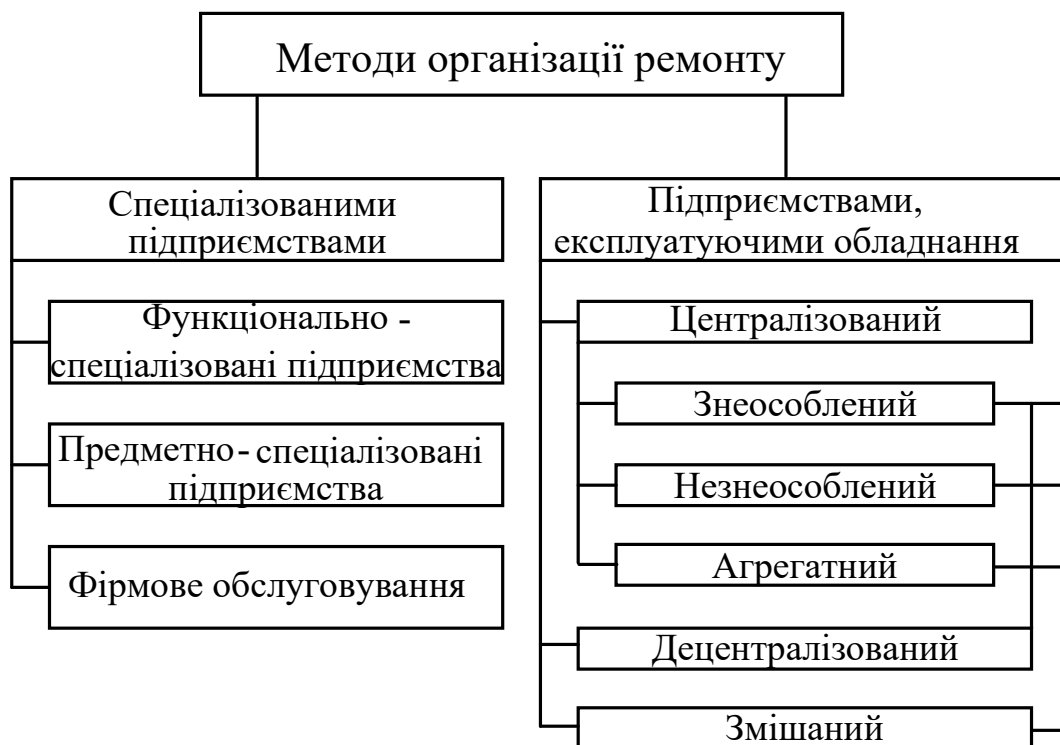 Методи організації ремонту
Спеціалізованими
підприємствами
Функціонально -
спеціалізовані підприємства
Предметно - спеціалізовані
підприємства
Фірмове обслуговування
Підприємствами,
експлуатуючими обладнання
Централізований
Знеособлений
Незнеособлений
Агрегатний
Децентралізований
Змішаний